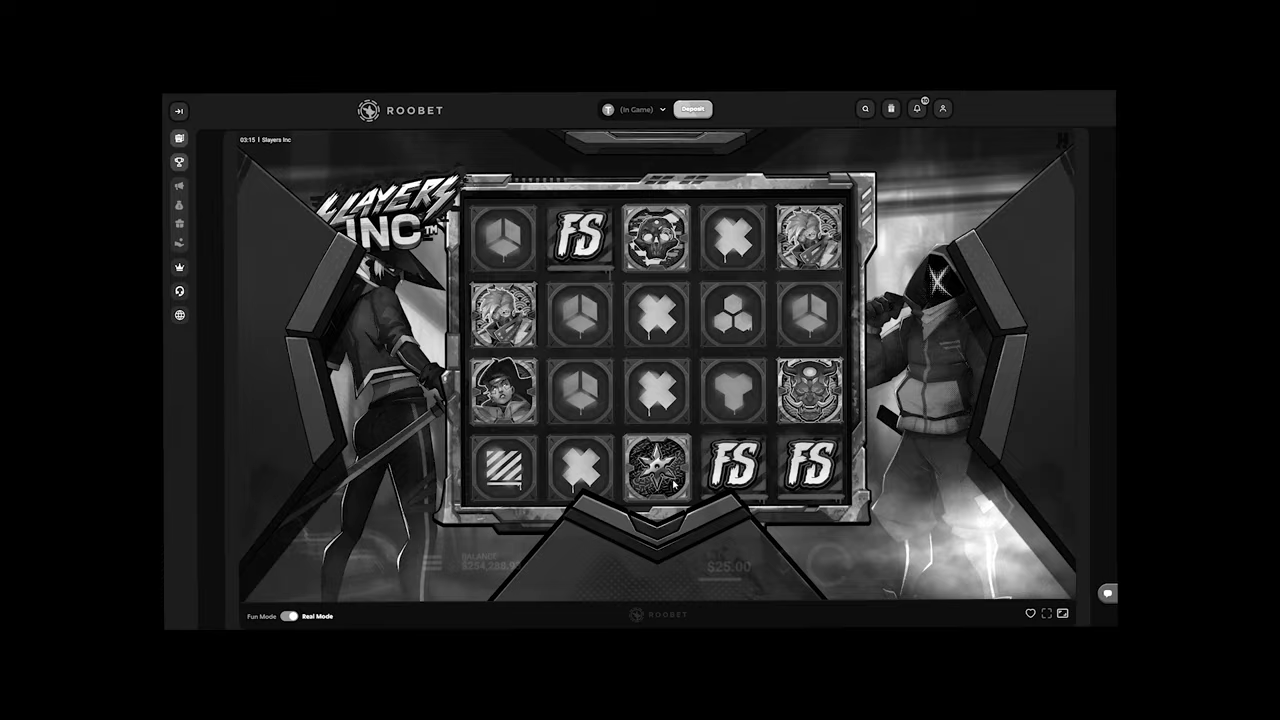 ROOBET
T (In Game)
Deposit
03:15 | Slayers Inc
SLAYERS
INC™
FS
FS FS
BALANCE
$25.00
Fun Mode Real Mode
ROOBET